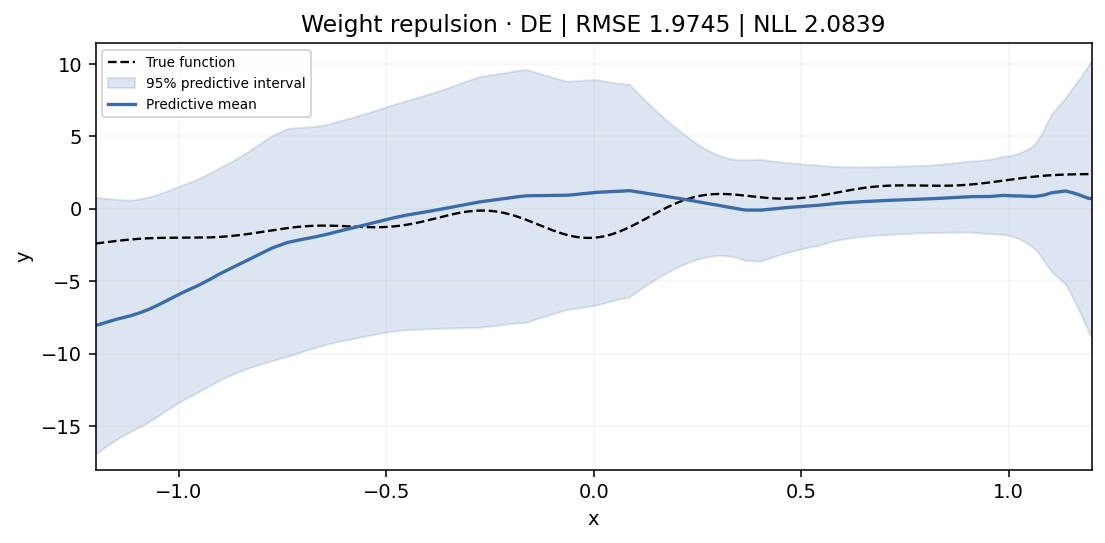 Weight repulsion · DE | RMSE 1.9745 | NLL 2.0839
True function
95% predictive interval
Predictive mean
10
5
0
−5
−10
−15
y
−1.0 −0.5 0.0 0.5 1.0
x